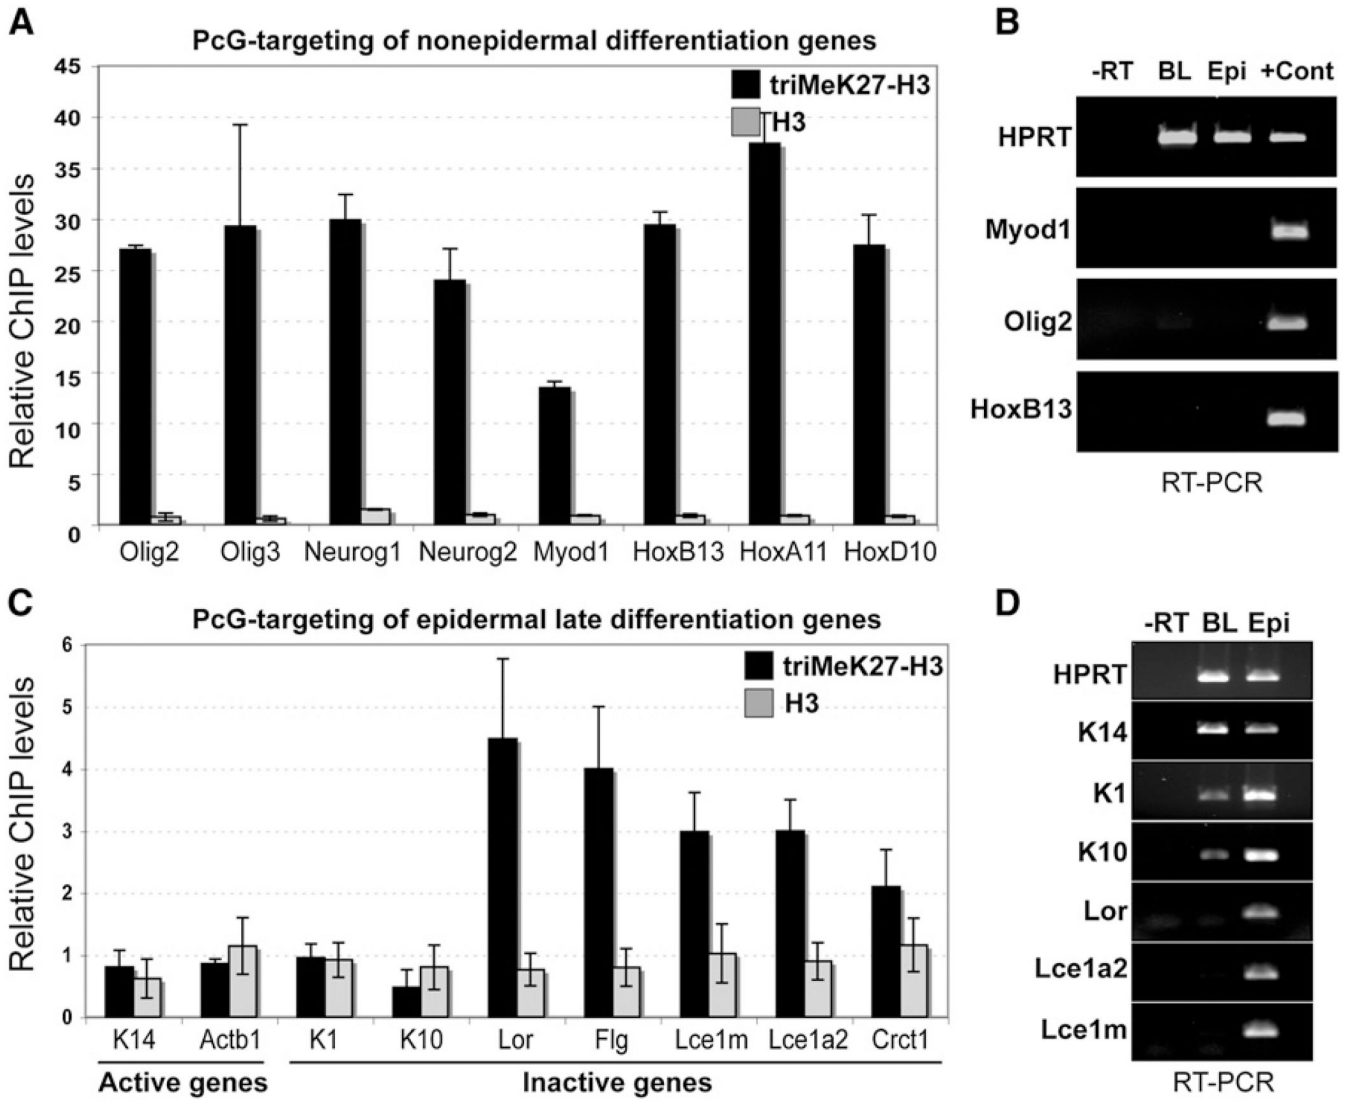 A
PcG-targeting of nonepidermal differentiation genes
Relative ChIP levels
45
40
35
30
25
20
15
10
5
0
triMeK27-H3
H3
Olig2 Olig3 Neurog1 Neurog2 Myod1 HoxB13 HoxA11 HoxD10
B
-RT BL Epi +Cont
HPRT
Myod1
Olig2
HoxB13
RT-PCR
C
PcG-targeting of epidermal late differentiation genes
Relative ChIP levels
6
5
4
3
2
1
0
triMeK27-H3
H3
K14 Actb1 K1 K10 Lor Flg Lce1m Lce1a2 Crct1
Active genes Inactive genes
D
-RT BL Epi
HPRT
K14
K1
K10
Lor
Lce1a2
Lce1m
RT-PCR